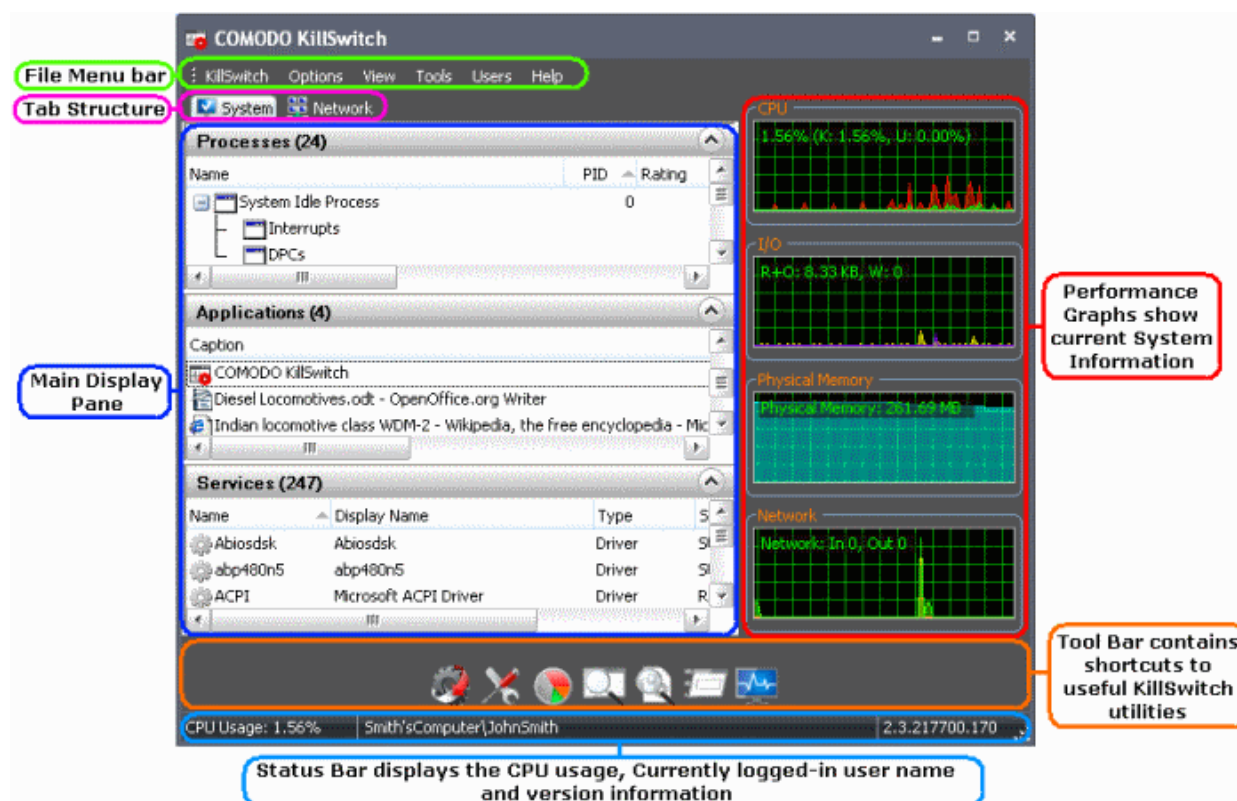 COMODO KillSwitch
File Menu bar
KillSwitch Options View Tools Users Help
Tab Structure
System Network
Main Display
Pane
Processes (24)
Name PID Rating
System Idle Process 0
Interrupts
DPCs
Applications (4)
Caption
COMODO KillSwitch
Diesel Locomotives.odt - OpenOffice.org Writer
Indian locomotive class WDM-2 - Wikipedia, the free encyclopedia - Mic
Services (247)
Name Display Name Type S
Abiosdsk Abiosdsk Driver
abp480n5 abp480n5 Driver
ACPI Microsoft ACPI Driver Driver R
CPU
1.56% (K: 1.56%, U: 0.00%)
I/O
R+O: 8.33 KB, W: 0
Physical Memory
Physical Memory: 261.69 MB
Network
Network: In 0, Out 0
Performance
Graphs show
current System
Information
Tool Bar contains
shortcuts to
useful KillSwitch
utilities
CPU Usage: 1.56% Smith'sComputer\JohnSmith 2.3.217700.170
Status Bar displays the CPU usage, Currently logged-in user name
and version information